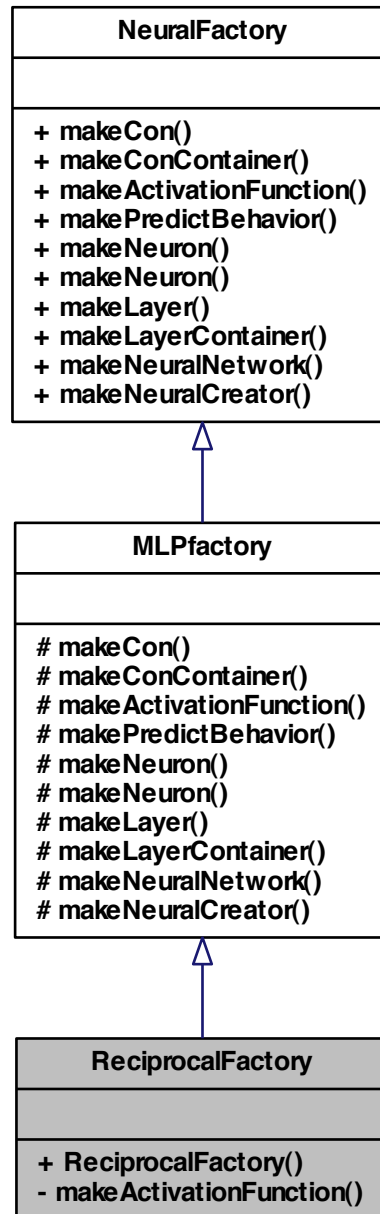 NeuralFactory
+ makeCon()
+ makeConContainer()
+ makeActivationFunction()
+ makePredictBehavior()
+ makeNeuron()
+ makeNeuron()
+ makeLayer()
+ makeLayerContainer()
+ makeNeuralNetwork()
+ makeNeuralCreator()
MLPfactory
# makeCon()
# makeConContainer()
# makeActivationFunction()
# makePredictBehavior()
# makeNeuron()
# makeNeuron()
# makeLayer()
# makeLayerContainer()
# makeNeuralNetwork()
# makeNeuralCreator()
ReciprocalFactory
+ ReciprocalFactory()
- makeActivationFunction()